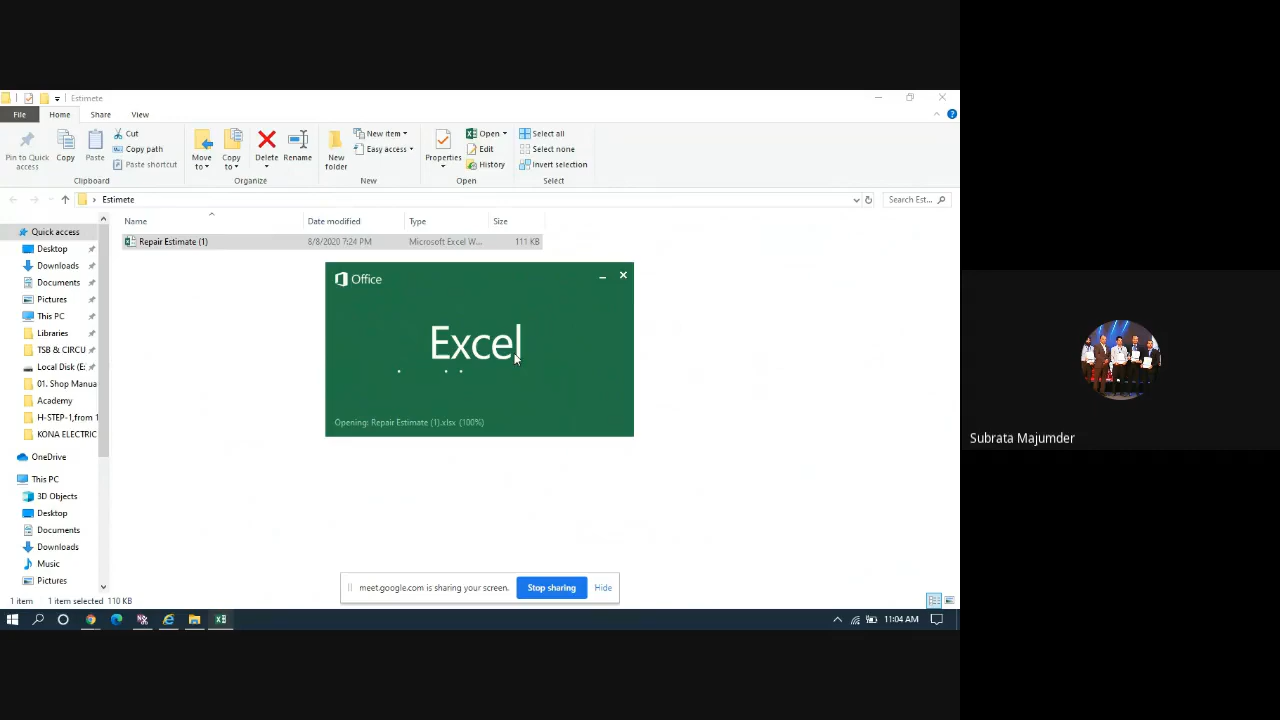 Estimete
File Home Share View
Pin to Quick access
Copy
Paste
Cut
Copy path
Paste shortcut
Clipboard
Move to
Copy to
Delete
Rename
Organize
New folder
New item
Easy access
New
Properties
Open
Edit
History
Open
Select all
Select none
Invert selection
Select
Estimete
Search Est...
Name Date modified Type Size
Repair Estimate (1) 8/8/2020 7:24 PM Microsoft Excel W... 111 KB
Quick access
Desktop
Downloads
Documents
Pictures
This PC
Libraries
TSB & CIRCU
Local Disk (E:
01. Shop Manua
Academy
H-STEP-1,from 1
KONA ELECTRIC
OneDrive
This PC
3D Objects
Desktop
Documents
Downloads
Music
Pictures
Office
Excel
Opening: Repair Estimate (1).xlsx (100%)
meet.google.com is sharing your screen.
Stop sharing
Hide
1 item 1 item selected 110 KB
11:04 AM
Subrata Majumder